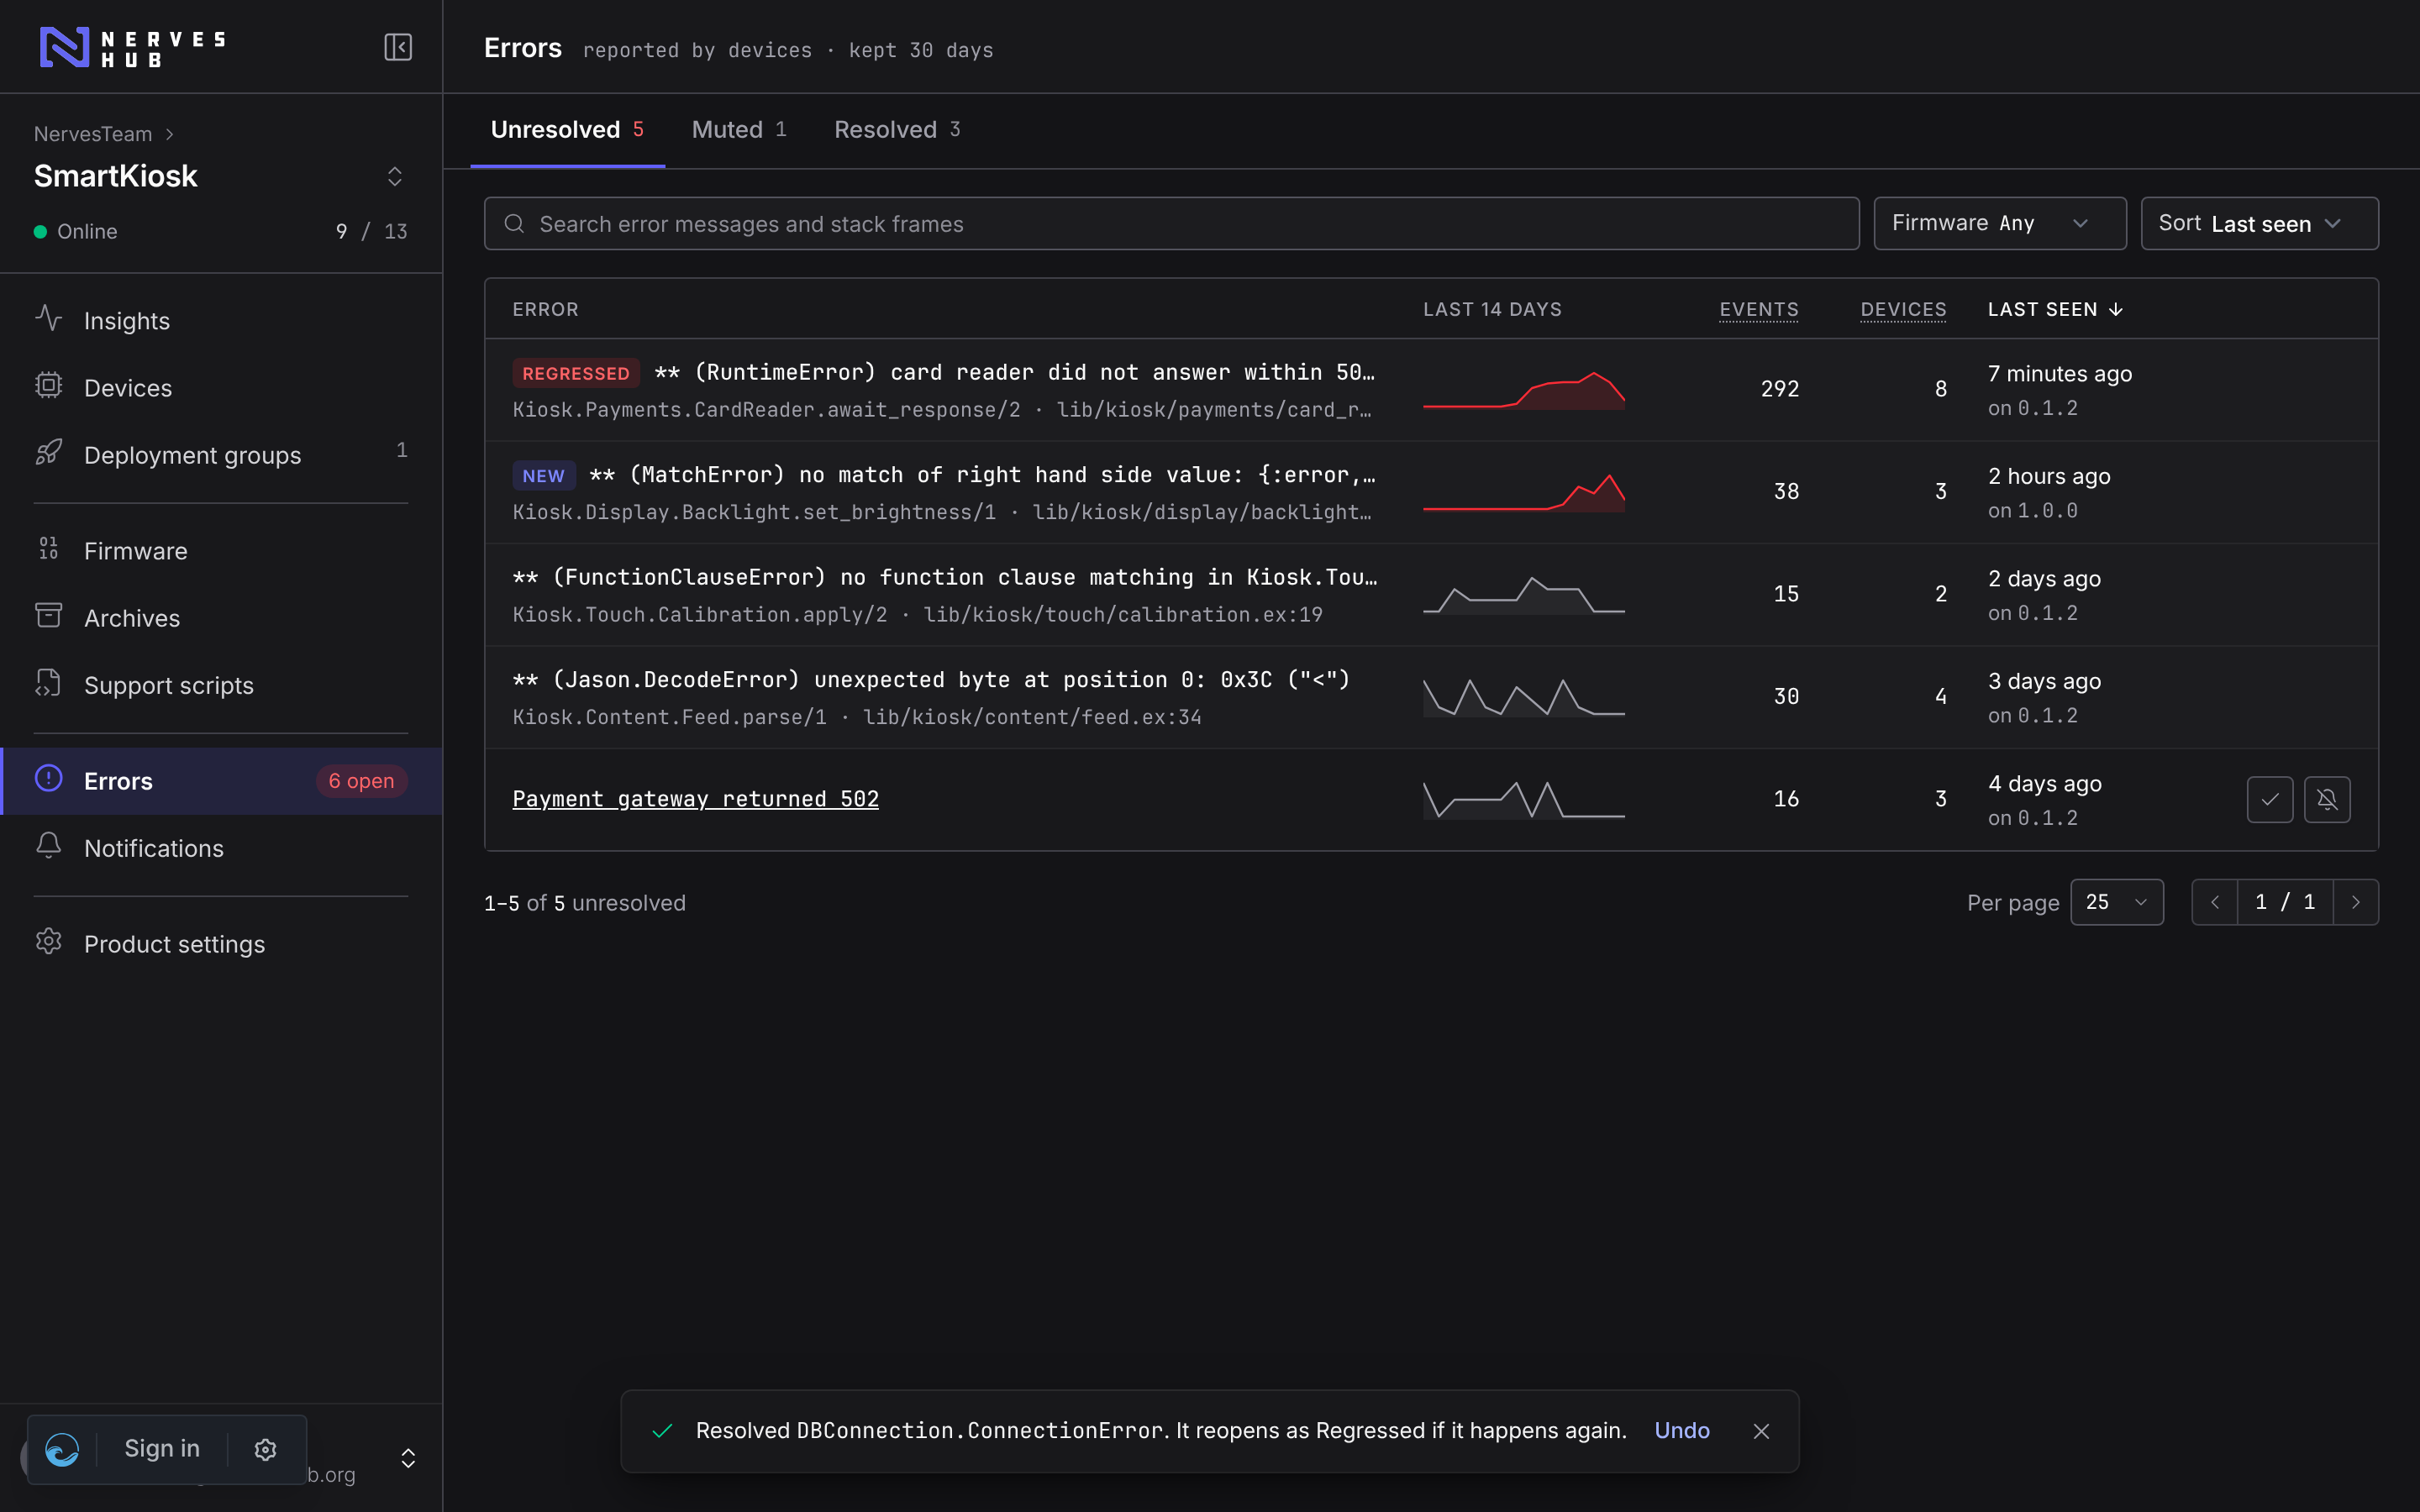 NERVES
HUB
NervesTeam
SmartKiosk
Online 9 / 13
Insights
Devices
Deployment groups 1
Firmware
Archives
Support scripts
Errors 6 open
Notifications
Product settings
Sign in
b.org
Errors reported by devices · kept 30 days
Unresolved 5 Muted 1 Resolved 3
Search error messages and stack frames
Firmware Any
Sort Last seen
ERROR LAST 14 DAYS EVENTS DEVICES LAST SEEN
REGRESSED ** (RuntimeError) card reader did not answer within 50… 292 8 7 minutes ago
Kiosk.Payments.CardReader.await_response/2 · lib/kiosk/payments/card_r… on 0.1.2
NEW ** (MatchError) no match of right hand side value: {:error,… 38 3 2 hours ago
Kiosk.Display.Backlight.set_brightness/1 · lib/kiosk/display/backlight… on 1.0.0
** (FunctionClauseError) no function clause matching in Kiosk.Tou… 15 2 2 days ago
Kiosk.Touch.Calibration.apply/2 · lib/kiosk/touch/calibration.ex:19 on 0.1.2
** (Jason.DecodeError) unexpected byte at position 0: 0x3C ("<") 30 4 3 days ago
Kiosk.Content.Feed.parse/1 · lib/kiosk/content/feed.ex:34 on 0.1.2
Payment gateway returned 502 16 3 4 days ago
on 0.1.2
1–5 of 5 unresolved
Per page 25 1 / 1
Resolved DBConnection.ConnectionError. It reopens as Regressed if it happens again. Undo